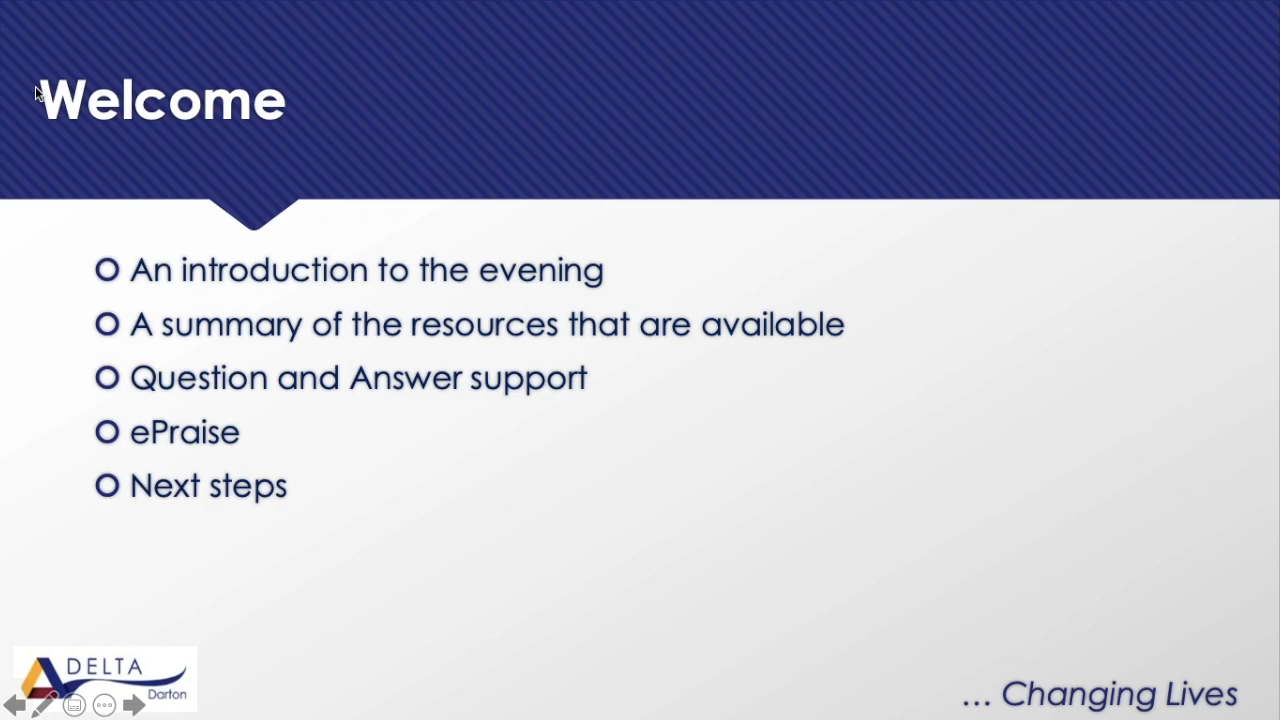 Welcome
An introduction to the evening
A summary of the resources that are available
Question and Answer support
ePraise
Next steps
DELTA
Darton
... Changing Lives